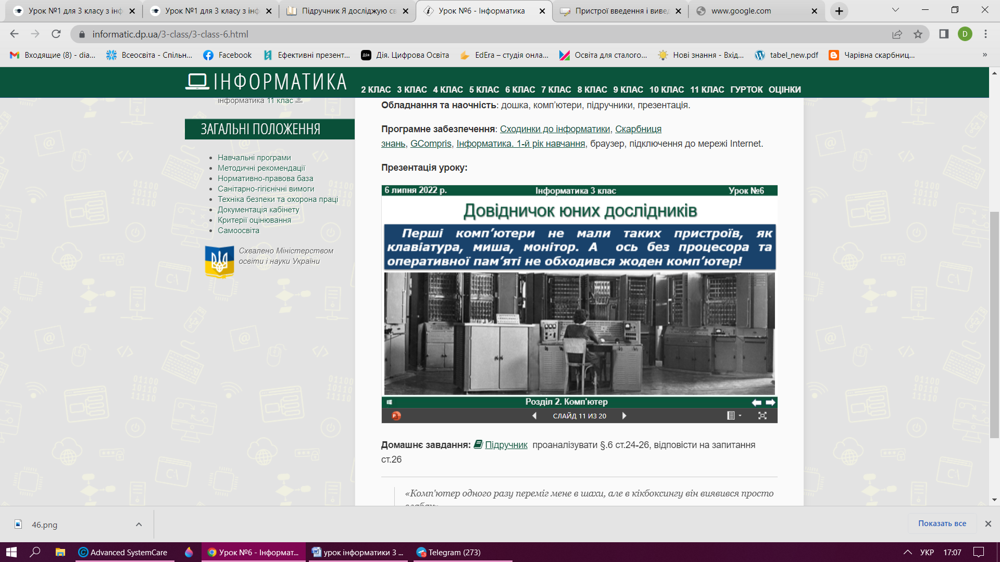 Урок №1 для 3 класу з інф
Урок №1 для 3 класу з інф
Підручник Я досліджую св
Урок №6 - Інформатика
Пристрої введення і вивед
www.google.com
informatic.dp.ua/3-class/3-class-6.html
D
Входящие (8) - dia...
Всеосвіта - Спільн...
Facebook
Ефективні презент...
Дія. Цифрова Освіта
EdEra – студія онла...
Освіта для сталого...
Нові знання - Вхід...
tabel_new.pdf
Чарівна скарбниц...
»
ІНФОРМАТИКА
2 КЛАС 3 КЛАС 4 КЛАС 5 КЛАС 6 КЛАС 7 КЛАС 8 КЛАС 9 КЛАС 10 КЛАС 11 КЛАС ГУРТОК ОЦІНКИ
інформатика 11 клас
ЗАГАЛЬНІ ПОЛОЖЕННЯ
Навчальні програми
Методичні рекомендації
Нормативно-правова база
Санітарно-гігієнічні вимоги
Техніка безпеки та охорона праці
Документація кабінету
Критерії оцінювання
Самоосвіта
Схвалено Міністерством
освіти і науки України
Обладнання та наочність: дошка, комп’ютери, підручники, презентація.
Програмне забезпечення: Сходинки до інформатики, Скарбниця
знань, GCompris, Інформатика. 1-й рік навчання, браузер, підключення до мережі Internet.
Презентація уроку:
6 липня 2022 р. Інформатика 3 клас Урок №6
Довідничок юних дослідників
Перші комп’ютери не мали таких пристроїв, як
клавіатура, миша, монітор. А ось без процесора та
оперативної пам’яті не обходився жоден комп’ютер!
Розділ 2. Комп'ютер
СЛАЙД 11 ИЗ 20
Домашнє завдання: Підручник проаналізувати §.6 ст.24-26, відповісти на запитання
ст.26
«Комп'ютер одного разу переміг мене в шахи, але в кікбоксингу він виявився просто
46.png
Показать все
Advanced SystemCare
Урок №6 - Інформат...
урок інформатики 3 ...
Telegram (273)
УКР
17:07